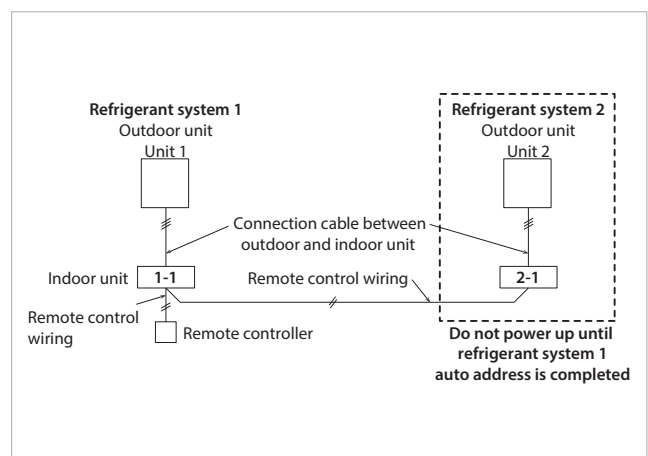 Refrigerant system 1
Outdoor unit
Unit 1
Refrigerant system 2
Outdoor unit
Unit 2
Connection cable between
outdoor and indoor unit
Indoor unit
1-1
Remote control wiring
2-1
Remote control
wiring
Remote controller
Do not power up until
refrigerant system 1
auto address is completed